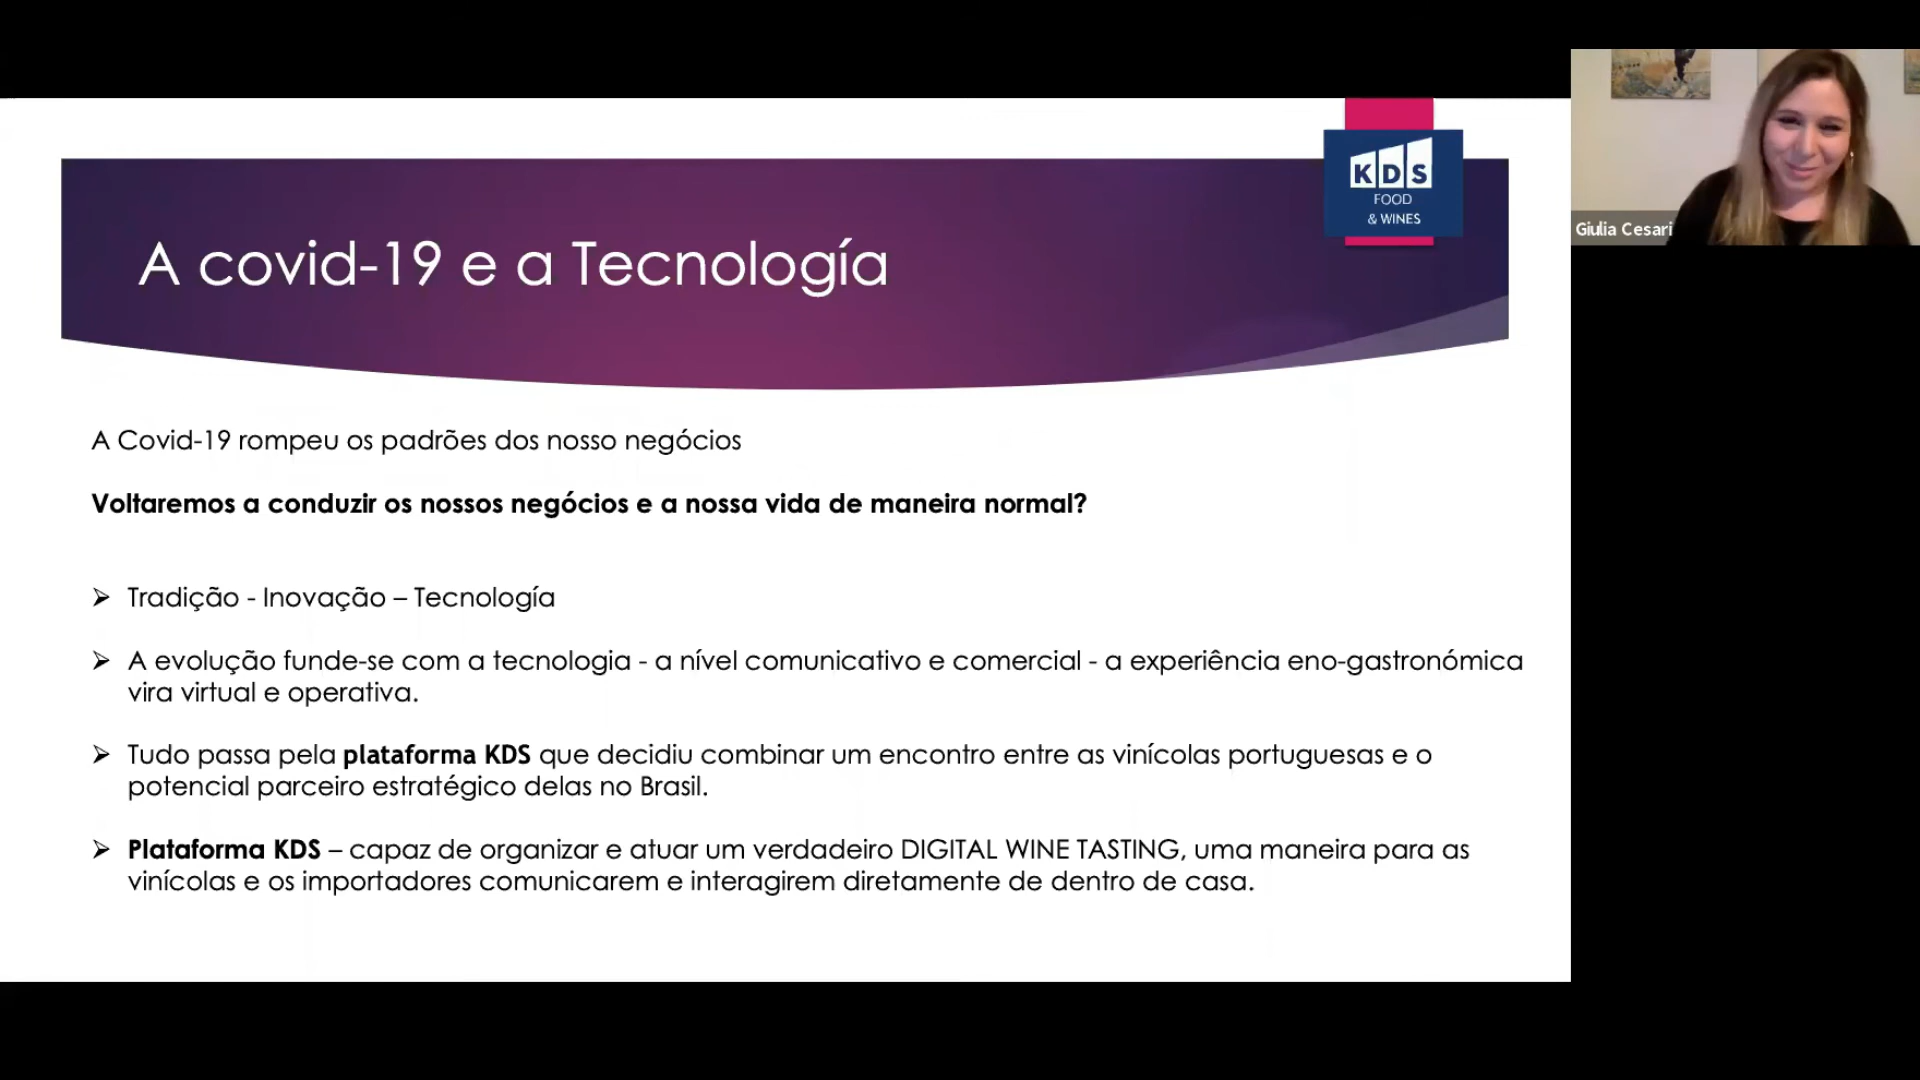 KDS
FOOD
& WINES
A covid-19 e a Tecnología
Giulia Cesari
A Covid-19 rompeu os padrões dos nosso negócios
Voltaremos a conduzir os nossos negócios e a nossa vida de maneira normal?
Tradição - Inovação – Tecnología
A evolução funde-se com a tecnologia - a nível comunicativo e comercial - a experiência eno-gastronómica
vira virtual e operativa.
Tudo passa pela plataforma KDS que decidiu combinar um encontro entre as vinícolas portuguesas e o
potencial parceiro estratégico delas no Brasil.
Plataforma KDS – capaz de organizar e atuar um verdadeiro DIGITAL WINE TASTING, uma maneira para as
vinícolas e os importadores comunicarem e interagirem diretamente de dentro de casa.